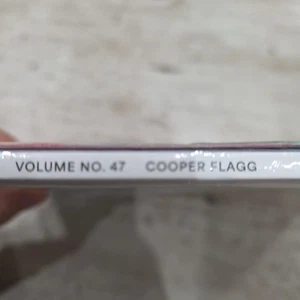 VOLUME NO. 47 COOPER FLAGG